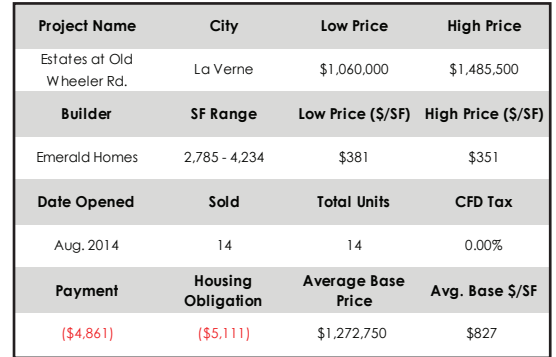 Project Name City Low Price High Price
Estates at Old
Wheeler Rd. La Verne $1,060,000 $1,485,500
Builder SF Range Low Price ($/SF) High Price ($/SF)
Emerald Homes 2,785 - 4,234 $381 $351
Date Opened Sold Total Units CFD Tax
Aug. 2014 14 14 0.00%
Payment Housing Obligation Average Base Price Avg. Base $/SF
($4,861) ($5,111) $1,272,750 $827